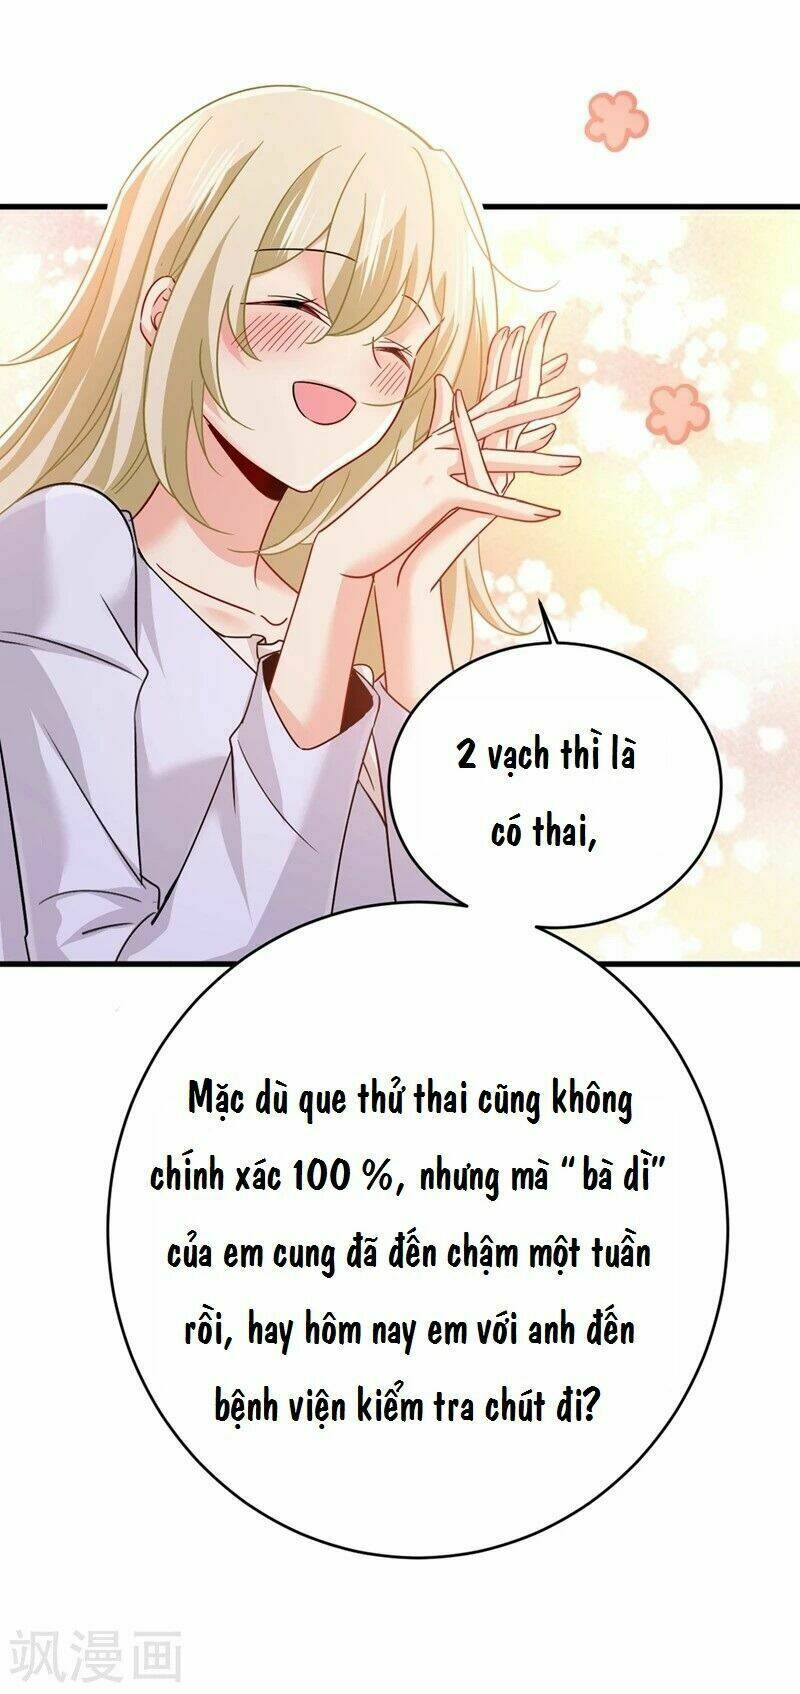 2 vạch thì là
có thai,
Mặc dù que thử thai cũng không
chính xác 100 %, nhưng mà “bà dì”
của em cung đã đến chậm một tuần
rồi, hay hôm nay em với anh đến
bệnh viện kiểm tra chút đi?
飒漫画